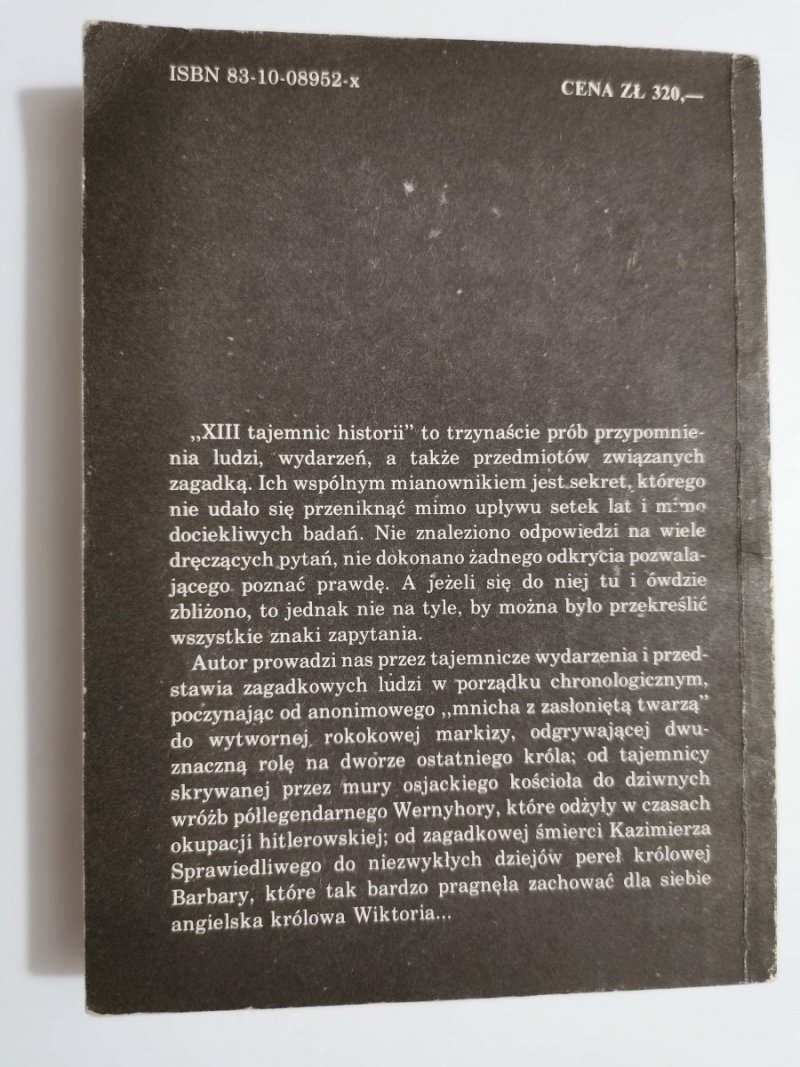 ISBN 83-10-08952-x
CENA ZŁ 320,—
„XIII tajemnic historii” to trzynaście prób przypomnie-
nia ludzi, wydarzeń, a także przedmiotów związanych
zagadką. Ich wspólnym mianownikiem jest sekret, którego
nie udało się przeniknąć mimo upływu setek lat i mimo
dociekliwych badań. Nie znaleziono odpowiedzi na wiele
dręczących pytań, nie dokonano żadnego odkrycia pozwala-
jącego poznać prawdę. A jeżeli się do niej tu i ówdzie
zbliżono, to jednak nie na tyle, by można było przekreślić
wszystkie znaki zapytania.
Autor prowadzi nas przez tajemnicze wydarzenia i przed-
stawia zagadkowych ludzi w porządku chronologicznym,
poczynając od anonimowego „mnicha z zasłoniętą twarzą”
do wytwornej rokokowej markizy, odgrywającej dwu-
znaczną rolę na dworze ostatniego króla; od tajemnicy
skrywanej przez mury osjackiego kościoła do dziwnych
wróżb półlegendarnego Wernyhory, które odżyły w czasach
okupacji hitlerowskiej; od zagadkowej śmierci Kazimierza
Sprawiedliwego do niezwykłych dziejów pereł królowej
Barbary, które tak bardzo pragnęła zachować dla siebie
angielska królowa Wiktoria...